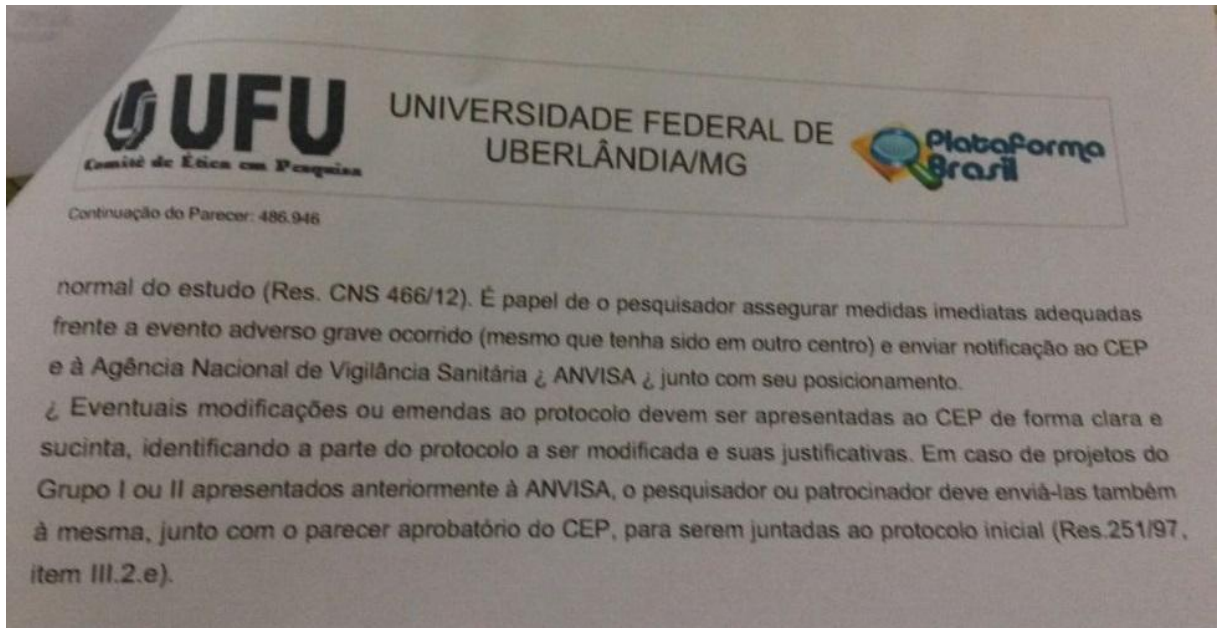 UFU
Comitê de Ética em Pesquisa
UNIVERSIDADE FEDERAL DE
UBERLÂNDIA/MG
Plataforma
Brasil
Continuação do Parecer: 486.946
normal do estudo (Res. CNS 466/12). É papel de o pesquisador assegurar medidas imediatas adequadas
frente a evento adverso grave ocorrido (mesmo que tenha sido em outro centro) e enviar notificação ao CEP
e à Agência Nacional de Vigilância Sanitária ¿ ANVISA ¿ junto com seu posicionamento.
¿ Eventuais modificações ou emendas ao protocolo devem ser apresentadas ao CEP de forma clara e
sucinta, identificando a parte do protocolo a ser modificada e suas justificativas. Em caso de projetos do
Grupo I ou II apresentados anteriormente à ANVISA, o pesquisador ou patrocinador deve enviá-las também
à mesma, junto com o parecer aprobatório do CEP, para serem juntadas ao protocolo inicial (Res.251/97,
item III.2.e).